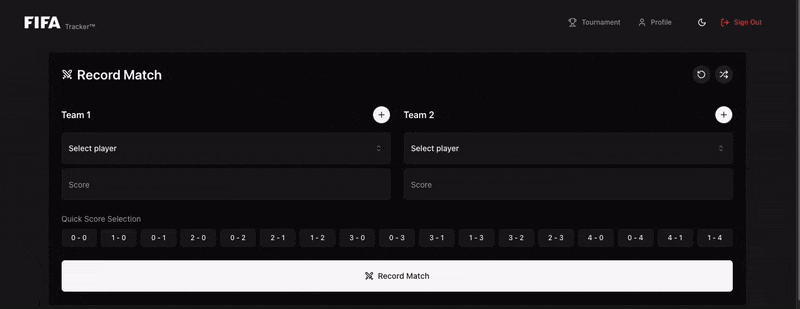 FIFA Tracker™ Tournament Profile Sign Out
Record Match
Team 1 Team 2
Select player Select player
Score Score
Quick Score Selection
0 - 0 1 - 0 0 - 1 2 - 0 0 - 2 2 - 1 1 - 2 3 - 0 0 - 3 3 - 1 1 - 3 3 - 2 2 - 3 4 - 0 0 - 4 4 - 1 1 - 4
Record Match